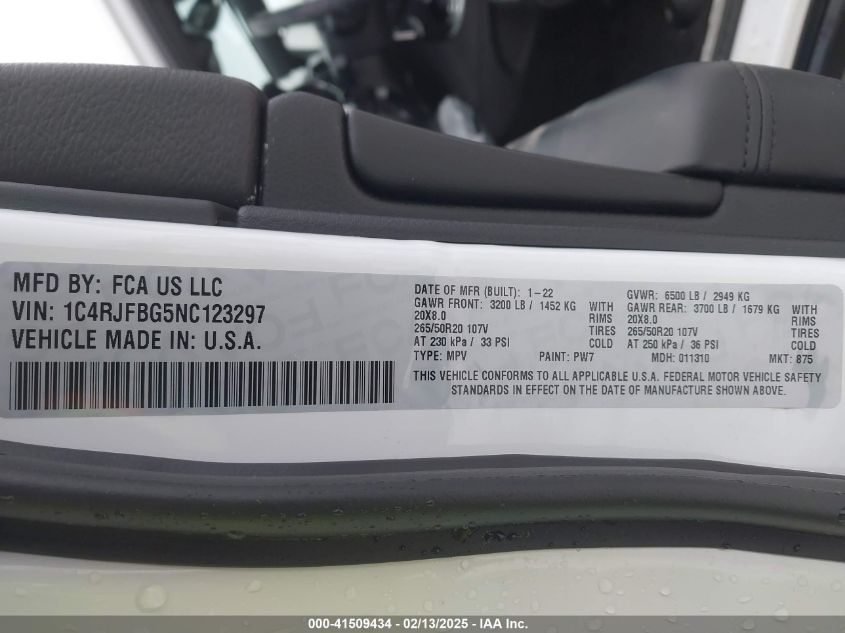 MFD BY: FCA US LLC
VIN: 1C4RJFBG5NC123297
VEHICLE MADE IN: U.S.A.
DATE OF MFR (BUILT): 1-22
GAWR FRONT: 3200 LB / 1452 KG WITH
20X8.0 RIMS
265/50R20 107V TIRES
AT 230 kPa / 33 PSI COLD
TYPE: MPV PAINT: PW7
GVWR: 6500 LB / 2949 KG
GAWR REAR: 3700 LB / 1679 KG WITH
20X8.0 RIMS
265/50R20 107V TIRES
AT 250 kPa / 36 PSI COLD
MDH: 011310 MKT: 875
THIS VEHICLE CONFORMS TO ALL APPLICABLE U.S.A. FEDERAL MOTOR VEHICLE SAFETY
STANDARDS IN EFFECT ON THE DATE OF MANUFACTURE SHOWN ABOVE.
000-41509434 - 02/13/2025 - IAA Inc.